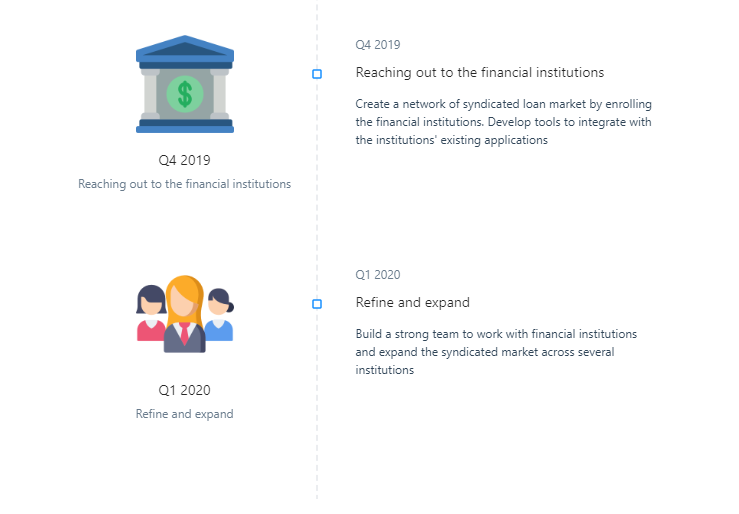 Q4 2019
Reaching out to the financial institutions
Q4 2019
Reaching out to the financial institutions
Create a network of syndicated loan market by enrolling
the financial institutions. Develop tools to integrate with
the institutions' existing applications
Q1 2020
Refine and expand
Q1 2020
Refine and expand
Build a strong team to work with financial institutions
and expand the syndicated market across several
institutions